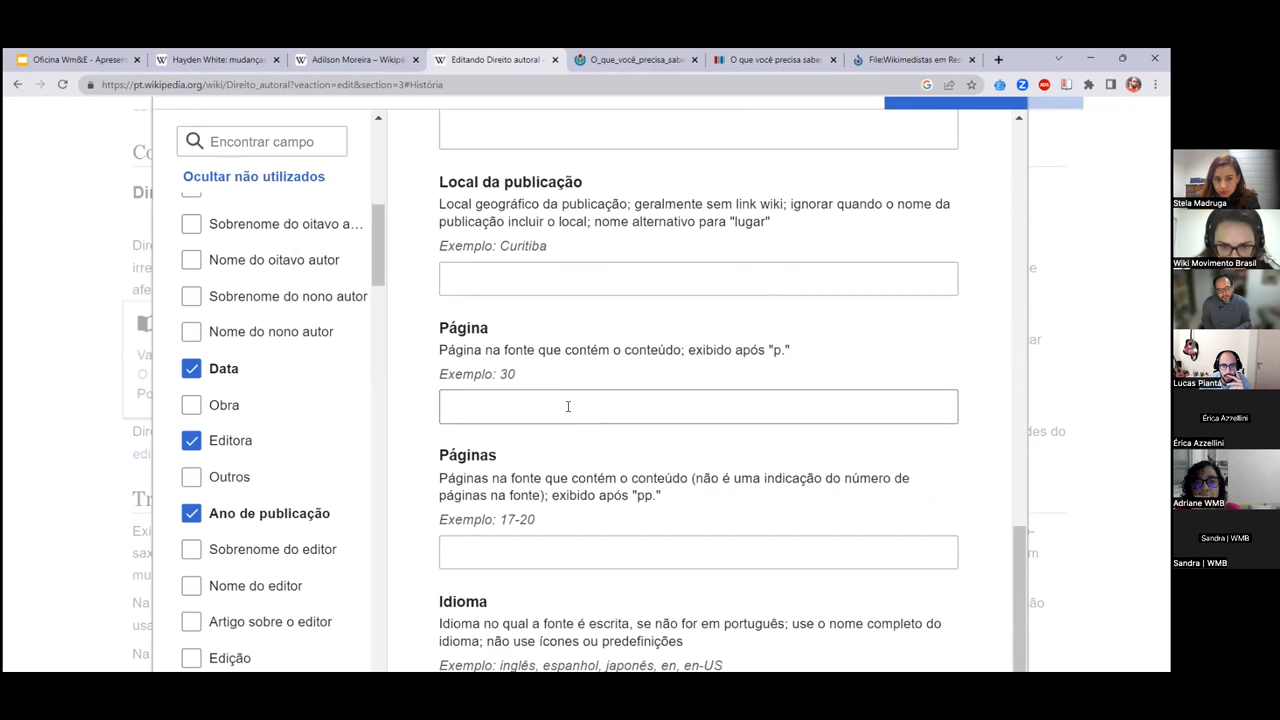 Oficina Wm&E - Apresen
Hayden White: mudança
Adilson Moreira – Wikipé
Editando Direito autoral -
O_que_você_precisa_sabe
O que você precisa saber
File:Wikimedistas em Res
https://pt.wikipedia.org/wiki/Direito_autoral?veaction=edit&section=3#História
Encontrar campo
Ocultar não utilizados
Sobrenome do oitavo a…
Nome do oitavo autor
Sobrenome do nono autor
Nome do nono autor
Data
Obra
Editora
Outros
Ano de publicação
Sobrenome do editor
Nome do editor
Artigo sobre o editor
Edição
Local da publicação
Local geográfico da publicação; geralmente sem link wiki; ignorar quando o nome da
publicação incluir o local; nome alternativo para "lugar"
Exemplo: Curitiba
Página
Página na fonte que contém o conteúdo; exibido após "p."
Exemplo: 30
Páginas
Páginas na fonte que contém o conteúdo (não é uma indicação do número de
páginas na fonte); exibido após "pp."
Exemplo: 17-20
Idioma
Idioma no qual a fonte é escrita, se não for em português; use o nome completo do
idioma; não use ícones ou predefinições
Exemplo: inglês, espanhol, japonês, en, en-US
Stela Madruga
Wiki Movimento Brasil
Lucas Piantá
Érica Azzellini
Érica Azzellini
Adriane WMB
Sandra | WMB
Sandra | WMB